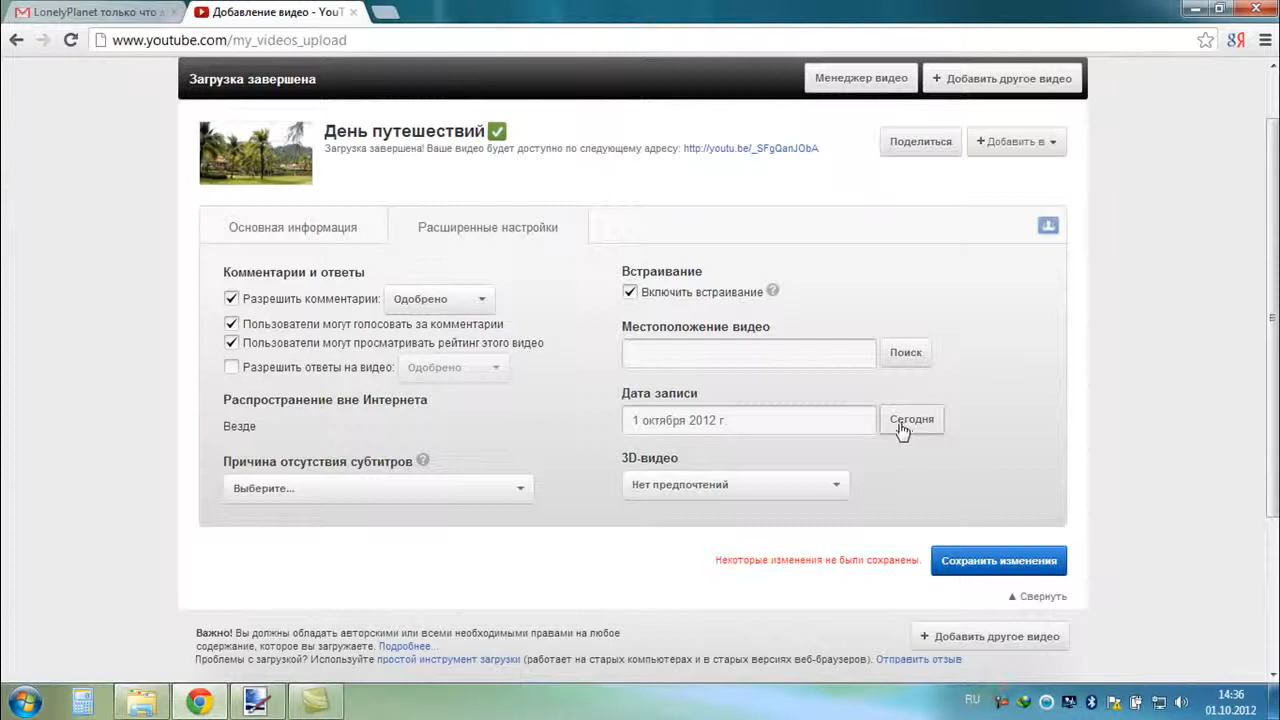 LonelyPlanet только что з
Добавление видео - YouT
www.youtube.com/my_videos_upload
Загрузка завершена
Менеджер видео
+ Добавить другое видео
День путешествий
Загрузка завершена! Ваше видео будет доступно по следующему адресу: http://youtu.be/_SFgQanJObA
Поделиться
+ Добавить в
Основная информация
Расширенные настройки
Комментарии и ответы
Разрешить комментарии: Одобрено
Пользователи могут голосовать за комментарии
Пользователи могут просматривать рейтинг этого видео
Разрешить ответы на видео: Одобрено
Распространение вне Интернета
Везде
Причина отсутствия субтитров ?
Выберите...
Встраивание
Включить встраивание ?
Местоположение видео
Поиск
Дата записи
1 октября 2012 г.
Сегодня
3D-видео
Нет предпочтений
Некоторые изменения не были сохранены.
Сохранить изменения
▲ Свернуть
Важно! Вы должны обладать авторскими или всеми необходимыми правами на любое
содержание, которое вы загружаете. Подробнее...
Проблемы с загрузкой? Используйте простой инструмент загрузки (работает на старых компьютерах и в старых версиях веб-браузеров). Отправить отзыв
+ Добавить другое видео
RU
14:36
01.10.2012